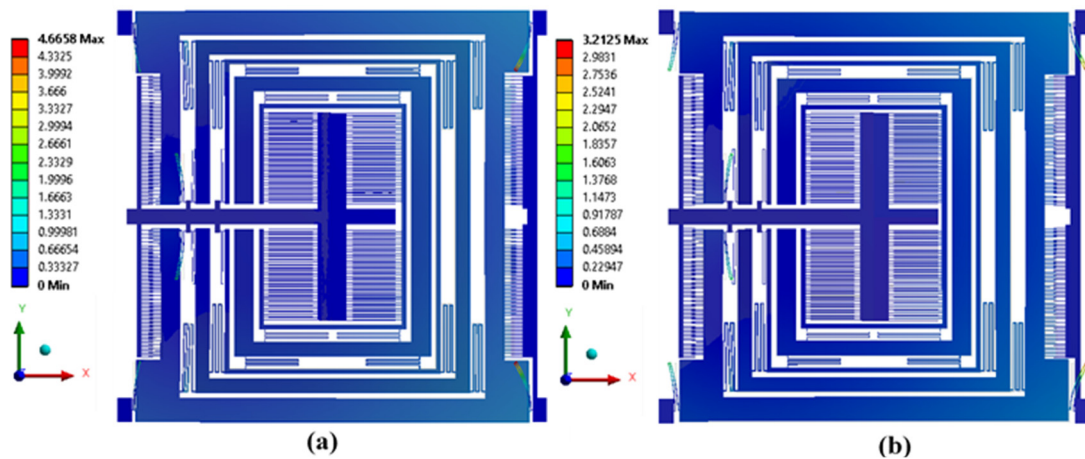 4.6658 Max
4.3325
3.9992
3.666
3.3327
2.9994
2.6661
2.3329
1.9996
1.6663
1.3331
0.99981
0.66654
0.33327
0 Min
Y
X
(a)
3.2125 Max
2.9831
2.7536
2.5241
2.2947
2.0652
1.8357
1.6063
1.3768
1.1473
0.91787
0.6884
0.45894
0.22947
0 Min
Y
X
(b)